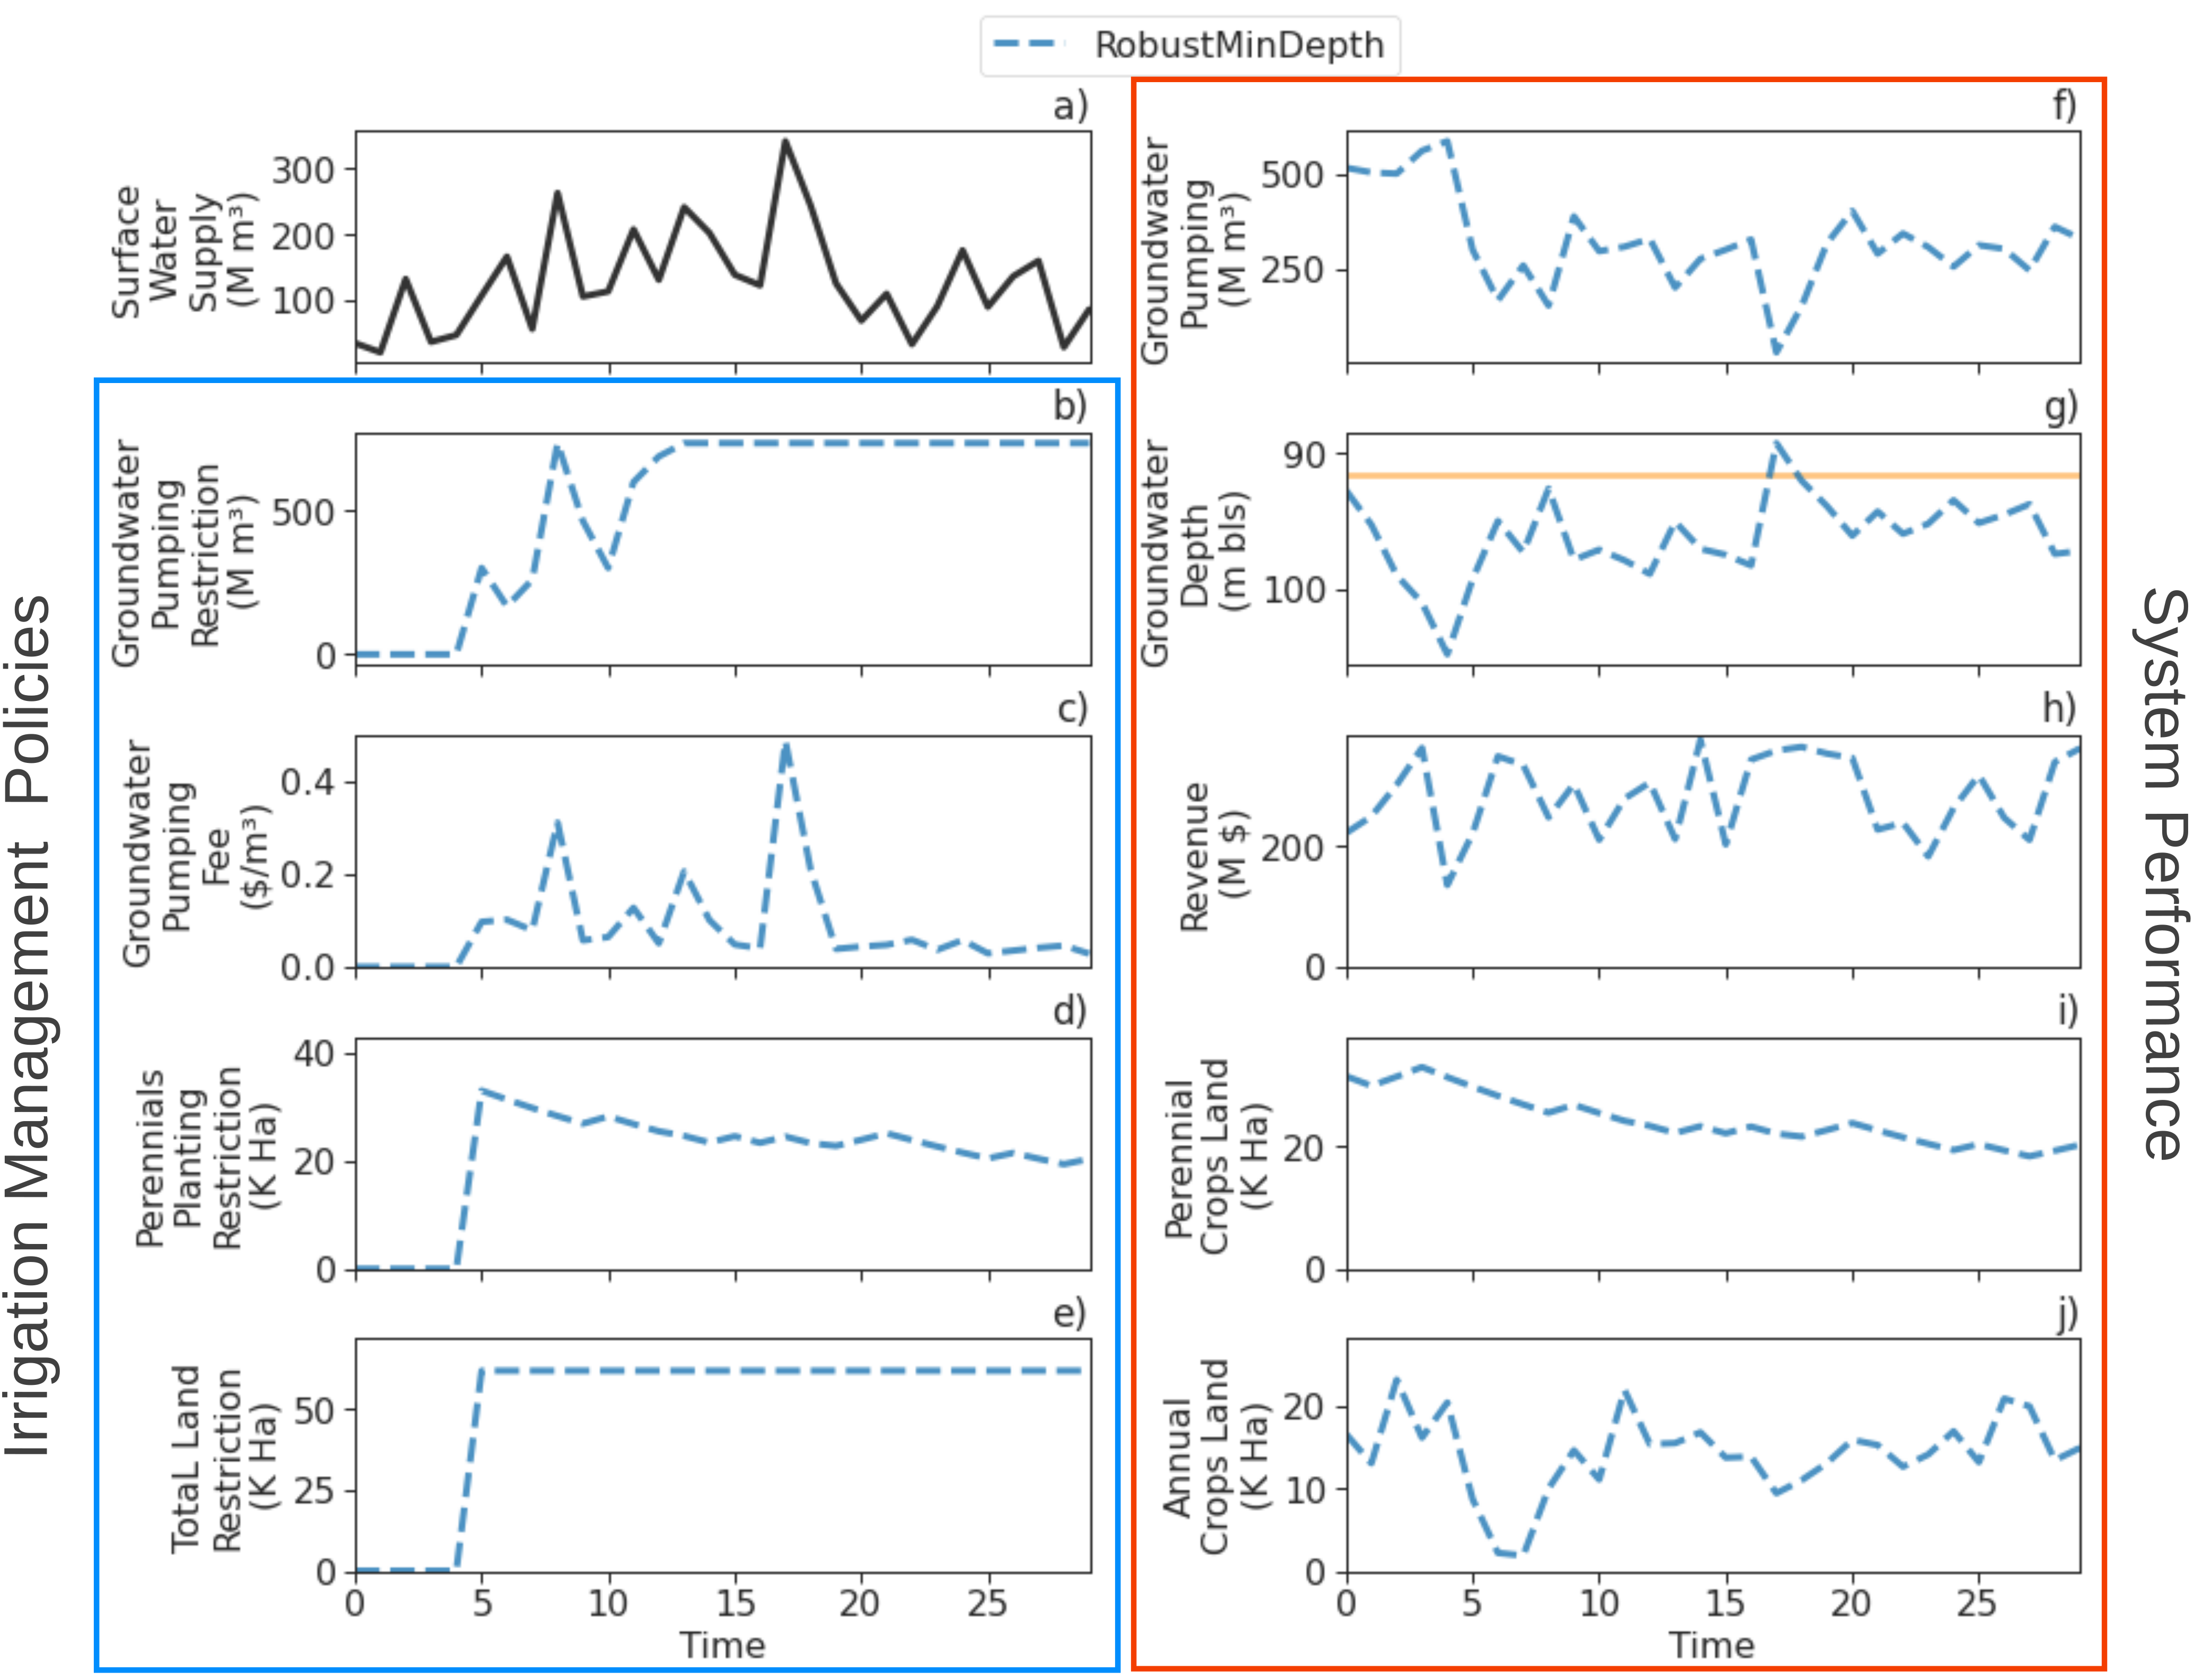 RobustMinDepth
Irrigation Management Policies
a)
Surface
Water
Supply
(M m³)
300
200
100
b)
Groundwater
Pumping
Restriction
(M m³)
500
0
c)
Groundwater
Pumping
Fee
($/m³)
0.4
0.2
0.0
d)
Perennials
Planting
Restriction
(K Ha)
40
20
0
e)
TotaL Land
Restriction
(K Ha)
50
25
0
0 5 10 15 20 25
Time
f)
Groundwater
Pumping
(M m³)
500
250
g)
Groundwater
Depth
(m bls)
90
100
h)
Revenue
(M $)
200
0
i)
Perennial
Crops Land
(K Ha)
20
0
j)
Annual
Crops Land
(K Ha)
20
10
0
0 5 10 15 20 25
Time
System Performance